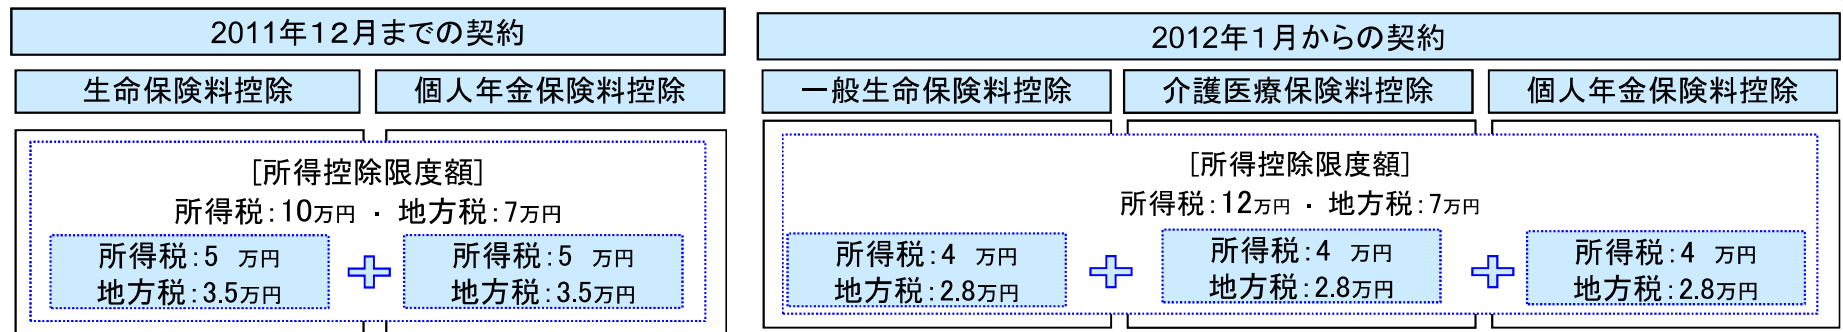 2011年12月までの契約
生命保険料控除
個人年金保険料控除
[所得控除限度額]
所得税:10万円 ・ 地方税:7万円
所得税:5 万円
地方税:3.5万円
所得税:5 万円
地方税:3.5万円
2012年1月からの契約
一般生命保険料控除
介護医療保険料控除
個人年金保険料控除
[所得控除限度額]
所得税:12万円 ・ 地方税:7万円
所得税:4 万円
地方税:2.8万円
所得税:4 万円
地方税:2.8万円
所得税:4 万円
地方税:2.8万円